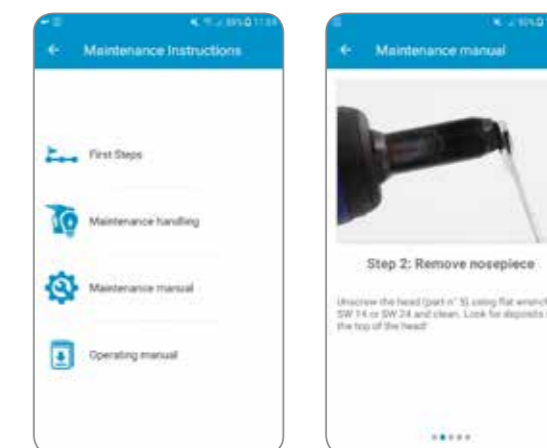 Maintenance Instructions
First Steps
Maintenance handling
Maintenance manual
Operating manual
Maintenance manual
Step 2: Remove nosepiece
Unscrew the head (part n° 5) using flat wrench
SW 14 or SW 24 and clean. Look for deposits
the top of the head!